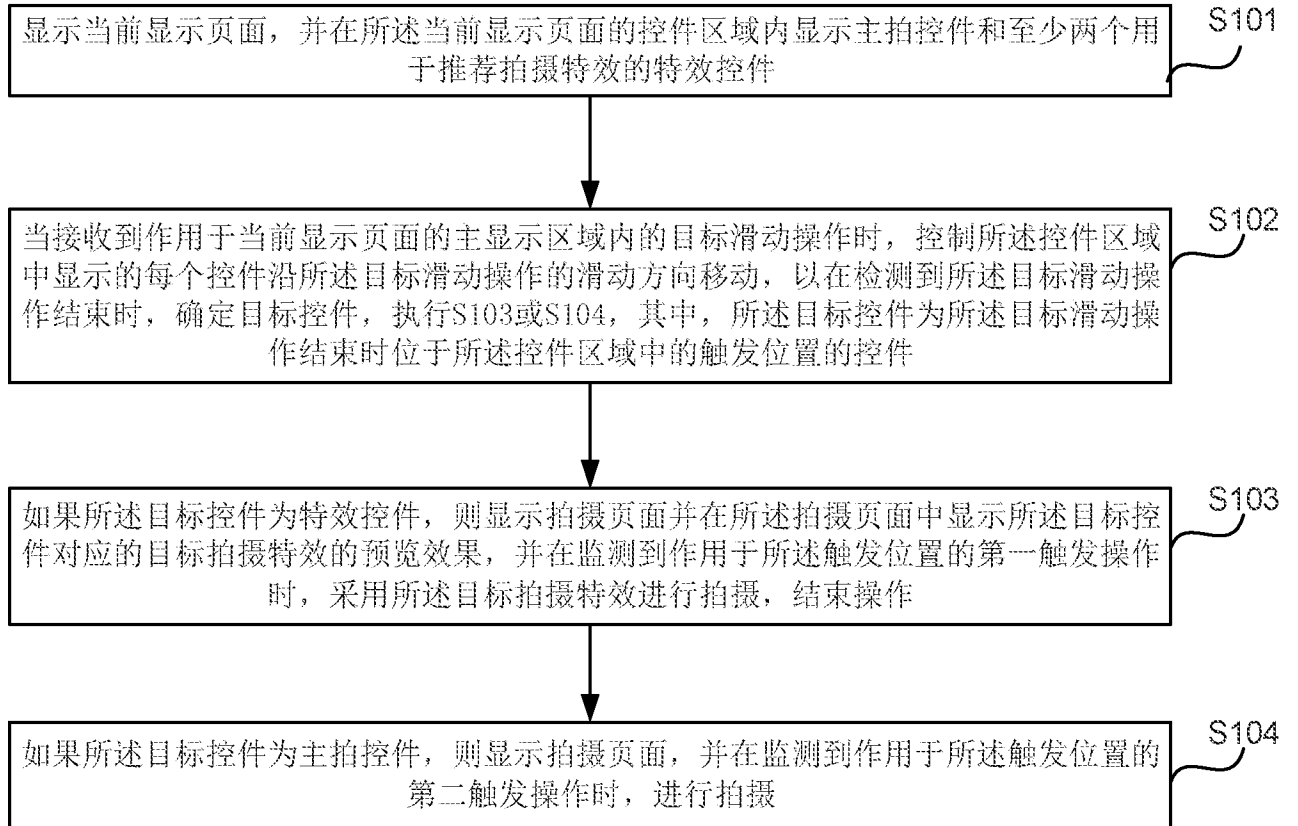 显示当前显示页面，并在所述当前显示页面的控件区域内显示主拍控件和至少两个用
于推荐拍摄特效的特效控件
S101
当接收到作用于当前显示页面的主显示区域内的目标滑动操作时，控制所述控件区域
中显示的每个控件沿所述目标滑动操作的滑动方向移动，以在检测到所述目标滑动操
作结束时，确定目标控件，执行S103或S104，其中，所述目标控件为所述目标滑动操
作结束时位于所述控件区域中的触发位置的控件
S102
如果所述目标控件为特效控件，则显示拍摄页面并在所述拍摄页面中显示所述目标控
件对应的目标拍摄特效的预览效果，并在监测到作用于所述触发位置的第一触发操作
时，采用所述目标拍摄特效进行拍摄，结束操作
S103
如果所述目标控件为主拍控件，则显示拍摄页面，并在监测到作用于所述触发位置的
第二触发操作时，进行拍摄
S104